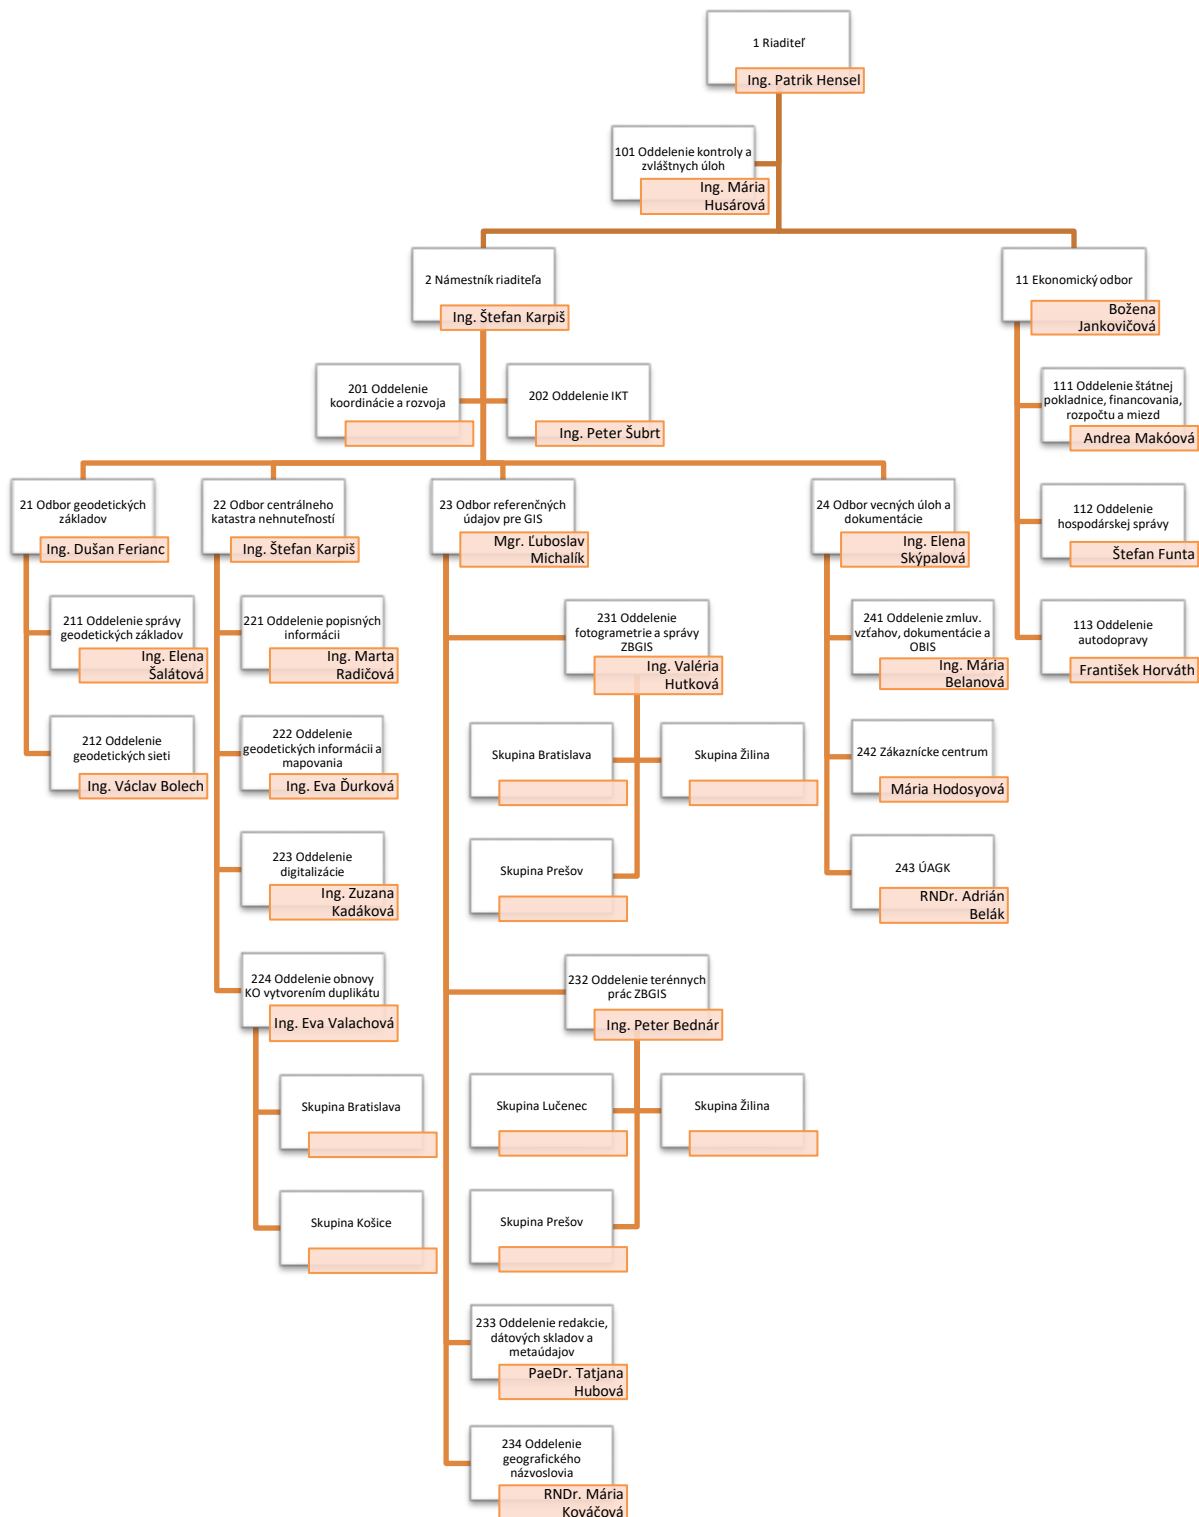 1 Riaditeľ
Ing. Patrik Hensel
101 Oddelenie kontroly a
zvláštnych úloh
Ing. Mária
Husárová
2 Námestník riaditeľa
Ing. Štefan Karpiš
11 Ekonomický odbor
Božena
Jankovičová
201 Oddelenie
koordinácie a rozvoja
202 Oddelenie IKT
Ing. Peter Šubrt
111 Oddelenie štátnej
pokladnice, financovania,
rozpočtu a miezd
Andrea Makóová
112 Oddelenie
hospodárskej správy
Štefan Funta
113 Oddelenie
autodopravy
František Horváth
21 Odbor geodetických
základov
Ing. Dušan Ferianc
211 Oddelenie správy
geodetických základov
Ing. Elena
Šalátová
212 Oddelenie
geodetických sieti
Ing. Václav Bolech
22 Odbor centrálneho
katastra nehnuteľností
Ing. Štefan Karpiš
221 Oddelenie popisných
informácii
Ing. Marta
Radičová
222 Oddelenie
geodetických informácii a
mapovania
Ing. Eva Ďurková
223 Oddelenie
digitalizácie
Ing. Zuzana
Kadáková
224 Oddelenie obnovy
KO vytvorením duplikátu
Ing. Eva Valachová
Skupina Bratislava
Skupina Košice
23 Odbor referenčných
údajov pre GIS
Mgr. Ľuboslav
Michalík
231 Oddelenie
fotogrametrie a správy
ZBGIS
Ing. Valéria
Hutková
Skupina Bratislava
Skupina Žilina
Skupina Prešov
232 Oddelenie terénnych
prác ZBGIS
Ing. Peter Bednár
Skupina Lučenec
Skupina Žilina
Skupina Prešov
233 Oddelenie redakcie,
dátových skladov a
metaúdajov
PaeDr. Tatjana
Hubová
234 Oddelenie
geografického
názvoslovia
RNDr. Mária
Kováčová
24 Odbor vecných úloh a
dokumentácie
Ing. Elena
Skýpalová
241 Oddelenie zmluv.
vzťahov, dokumentácie a
OBIS
Ing. Mária
Belanová
242 Zákaznícke centrum
Mária Hodosyová
243 ÚAGK
RNDr. Adrián
Belák